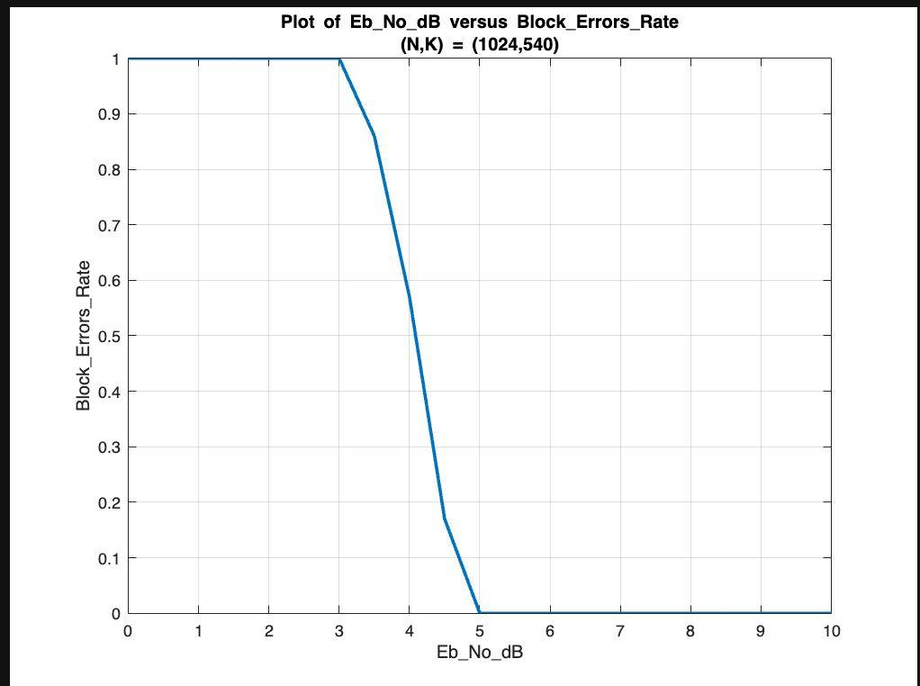 Plot of Eb_No_dB versus Block_Errors_Rate
(N,K) = (1024,540)
1
0.9
0.8
0.7
0.6
0.5
0.4
0.3
0.2
0.1
0
Block_Errors_Rate
0 1 2 3 4 5 6 7 8 9 10
Eb_No_dB